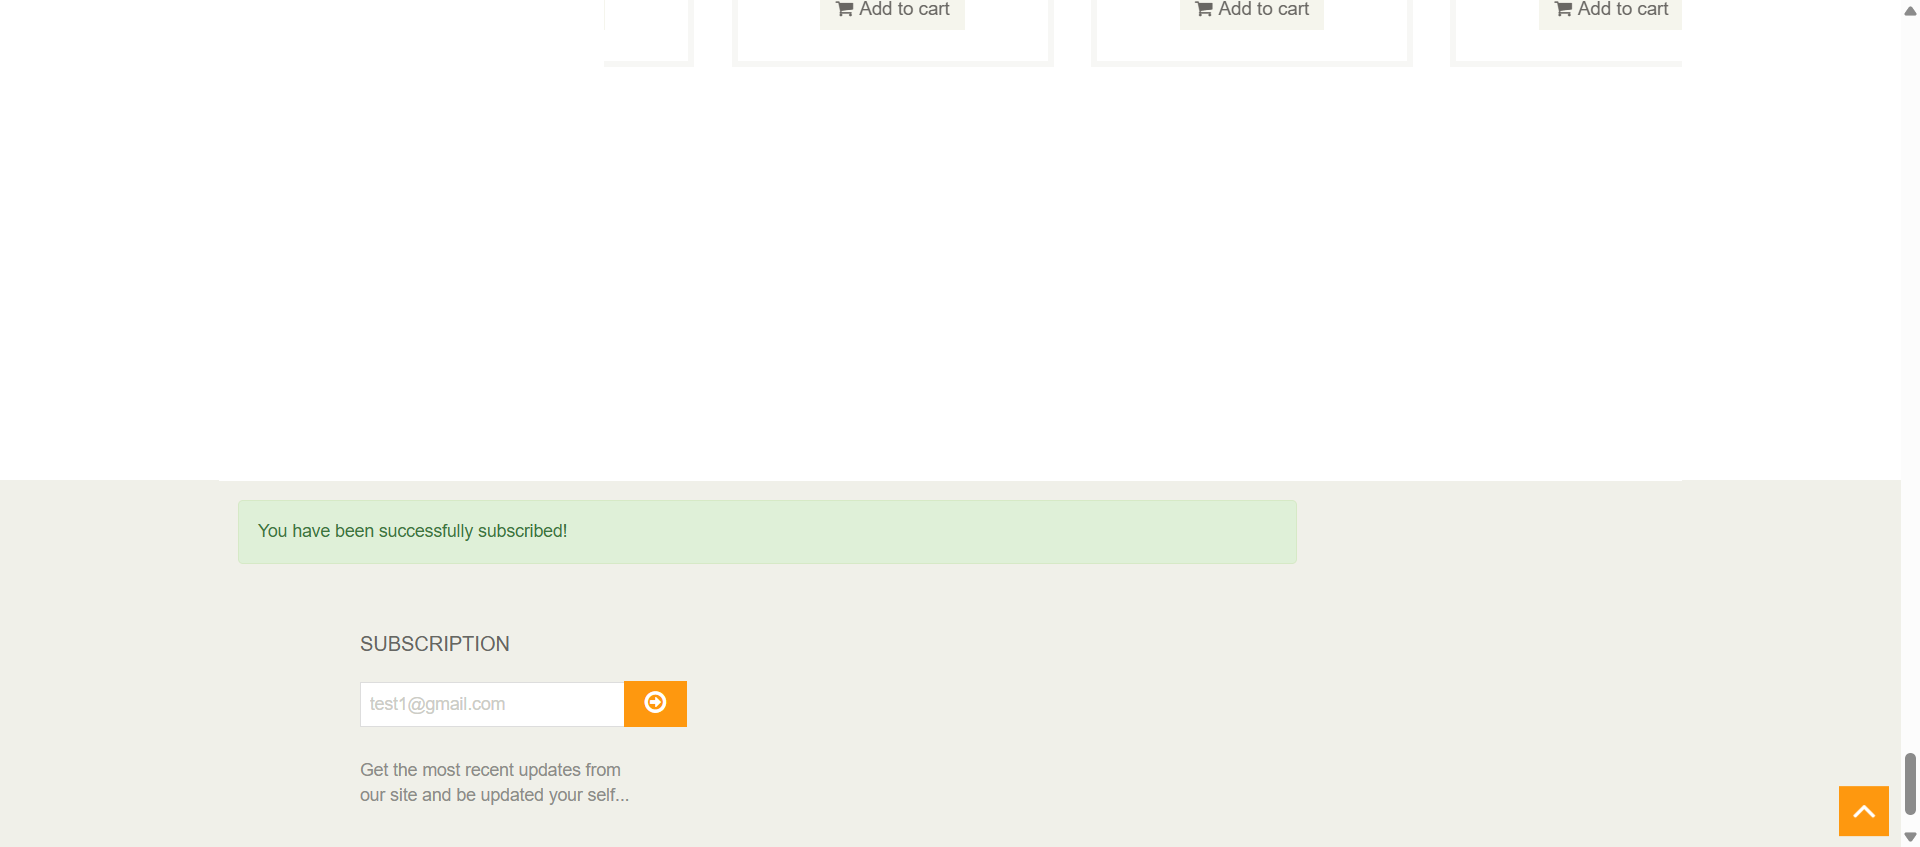 Add to cart Add to cart Add to cart
You have been successfully subscribed!
SUBSCRIPTION
test1@gmail.com
Get the most recent updates from
our site and be updated your self...